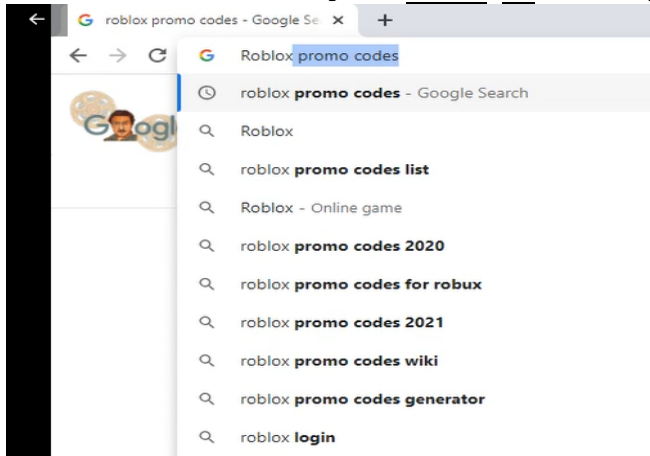 roblox promo codes - Google Se
Roblox promo codes
roblox promo codes - Google Search
Roblox
roblox promo codes list
Roblox - Online game
roblox promo codes 2020
roblox promo codes for robux
roblox promo codes 2021
roblox promo codes wiki
roblox promo codes generator
roblox login